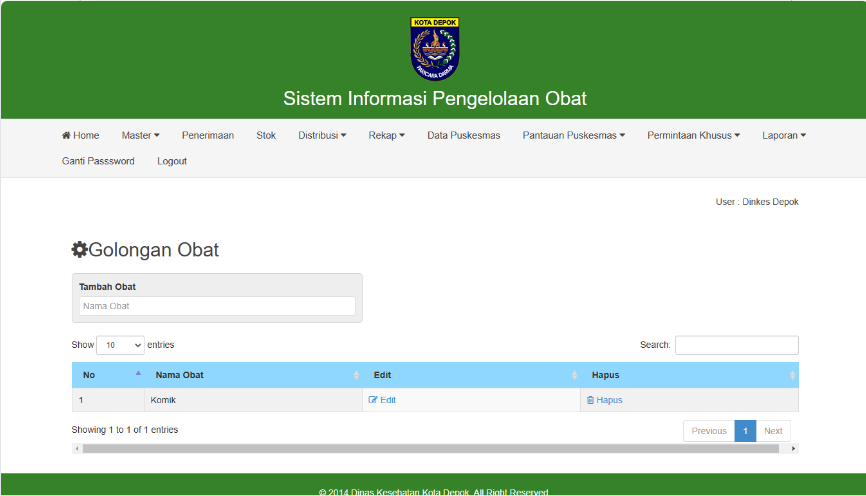 KOTA DEPOK
PARICARA DARMA
Sistem Informasi Pengelolaan Obat
Home Master Penerimaan Stok Distribusi Rekap Data Puskesmas Pantauan Puskesmas Permintaan Khusus Laporan
Ganti Passsword Logout
User : Dinkes Depok
Golongan Obat
Tambah Obat
Nama Obat
Show 10 entries Search:
No Nama Obat Edit Hapus
1 Komik Edit Hapus
Showing 1 to 1 of 1 entries Previous 1 Next
© 2014 Dinas Kesehatan Kota Depok. All Right Reserved